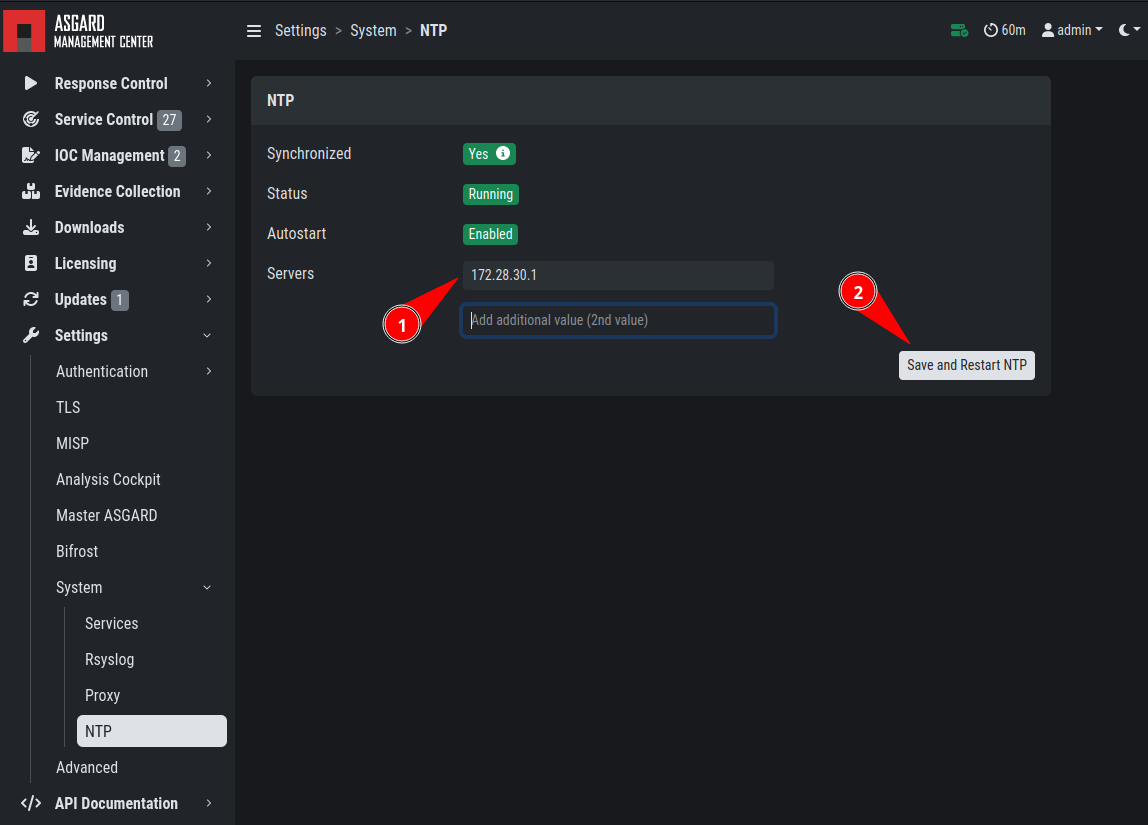 ASGARD
MANAGEMENT CENTER
Settings > System > NTP
60m
admin
Response Control
Service Control 27
IOC Management 2
Evidence Collection
Downloads
Licensing
Updates 1
Settings
Authentication
TLS
MISP
Analysis Cockpit
Master ASGARD
Bifrost
System
Services
Rsyslog
Proxy
NTP
Advanced
API Documentation
NTP
Synchronized Yes
Status Running
Autostart Enabled
Servers 172.28.30.1
Add additional value (2nd value)
1
2
Save and Restart NTP